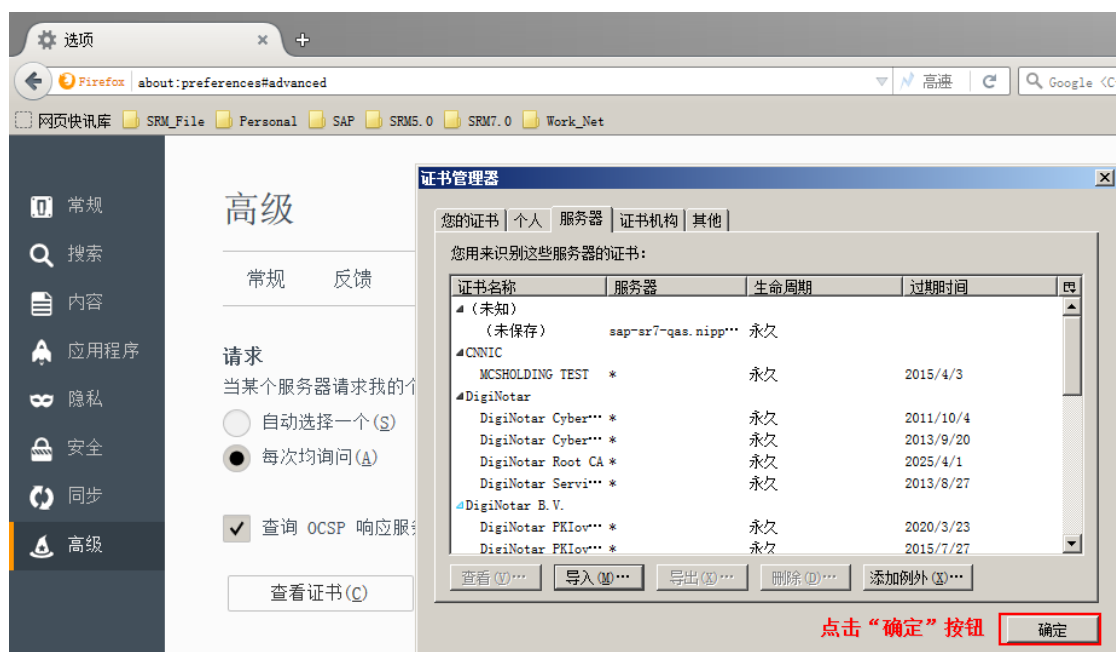 选项 × +
Firefox about:preferences#advanced 高速 Google <C
网页快讯库 SRM_File Personal SAP SRM5.0 SRM7.0 Work_Net
常规
搜索
内容
应用程序
隐私
安全
同步
高级
高级
常规 反馈
请求
当某个服务器请求我的个
自动选择一个(S)
每次均询问(A)
查询 OCSP 响应服务
查看证书(C)
证书管理器
您的证书 个人 服务器 证书机构 其他
您用来识别这些服务器的证书:
证书名称 服务器 生命周期 过期时间
(未知)
(未保存) sap-sr7-qas.nipp… 永久
CNNIC
MCSHOLDING TEST * 永久 2015/4/3
DigiNotar
DigiNotar Cyber… * 永久 2011/10/4
DigiNotar Cyber… * 永久 2013/9/20
DigiNotar Root CA * 永久 2025/4/1
DigiNotar Servi… * 永久 2013/8/27
DigiNotar B.V.
DigiNotar PKIov… * 永久 2020/3/23
DigiNotar PKIov… * 永久 2015/7/27
查看(V)… 导入(M)… 导出(X)… 删除(D)… 添加例外(X)…
点击“确定”按钮 确定